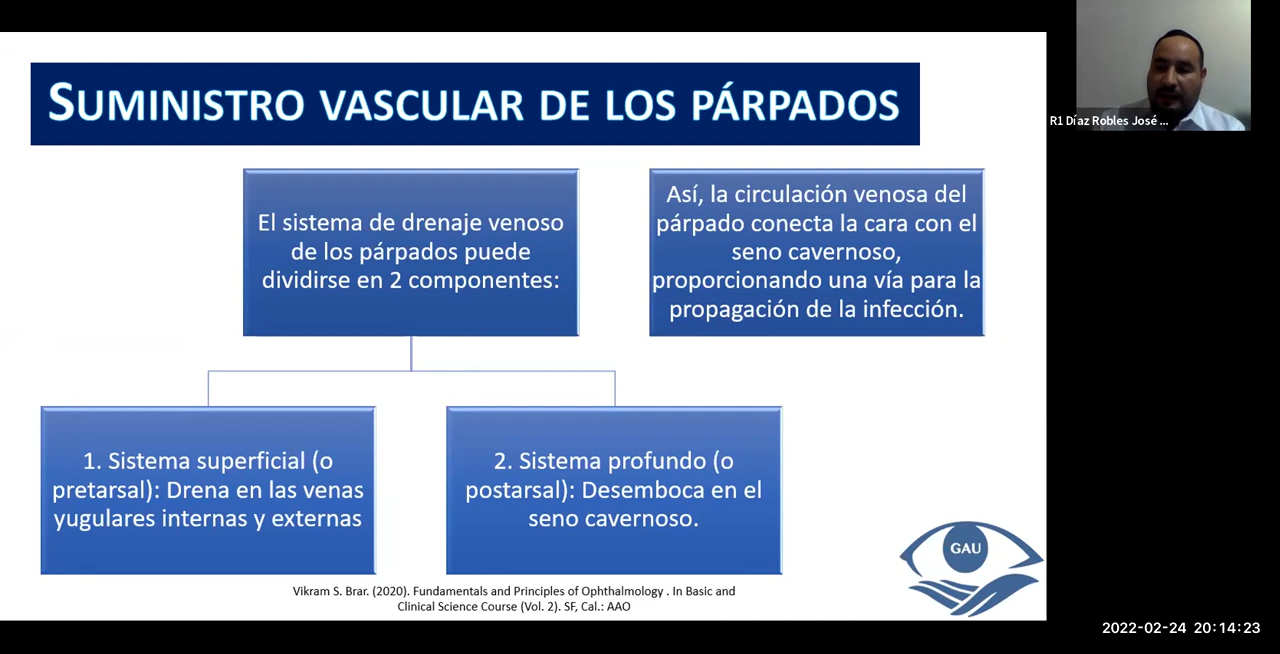 SUMINISTRO VASCULAR DE LOS PÁRPADOS
El sistema de drenaje venoso
de los párpados puede
dividirse en 2 componentes:
Así, la circulación venosa del
párpado conecta la cara con el
seno cavernoso,
proporcionando una vía para la
propagación de la infección.
1. Sistema superficial (o
pretarsal): Drena en las venas
yugulares internas y externas
2. Sistema profundo (o
postarsal): Desemboca en el
seno cavernoso.
Vikram S. Brar. (2020). Fundamentals and Principles of Ophthalmology . In Basic and
Clinical Science Course (Vol. 2). SF, Cal.: AAO
GAU
R1 Díaz Robles José ...
2022-02-24 20:14:23